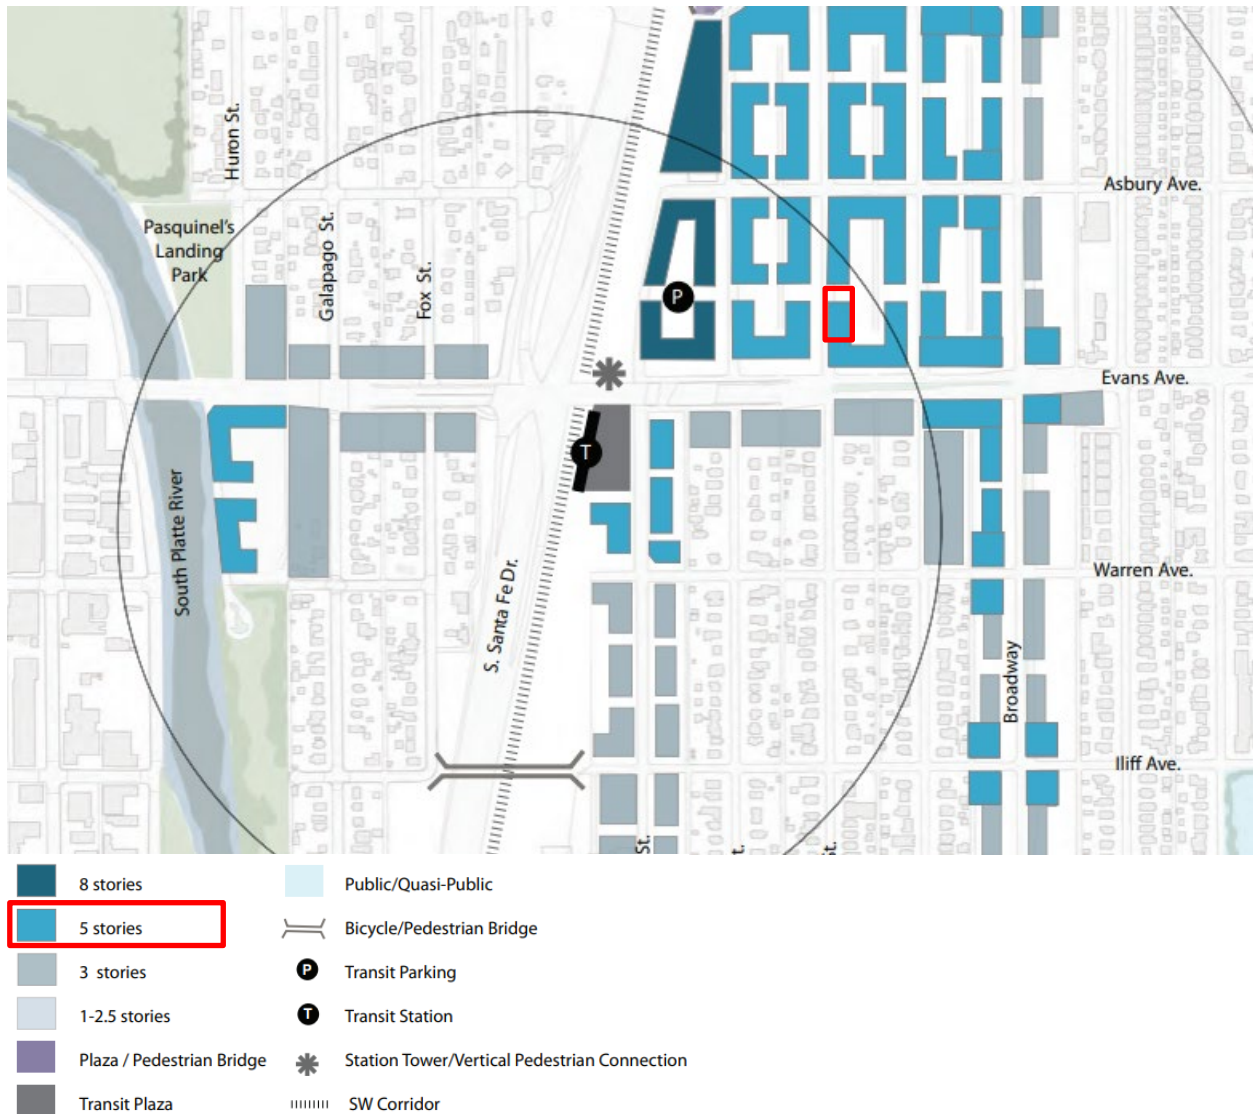 Huron St.
Asbury Ave.
Pasquinel's
Landing
Park
Galapago St.
Fox St.
P
Evans Ave.
T
South Platte River
S. Santa Fe Dr.
Warren Ave.
Broadway
Iliff Ave.
St.
t.
St.
8 stories
Public/Quasi-Public
5 stories
Bicycle/Pedestrian Bridge
3 stories
P
Transit Parking
1-2.5 stories
T
Transit Station
Plaza / Pedestrian Bridge
Station Tower/Vertical Pedestrian Connection
Transit Plaza
SW Corridor